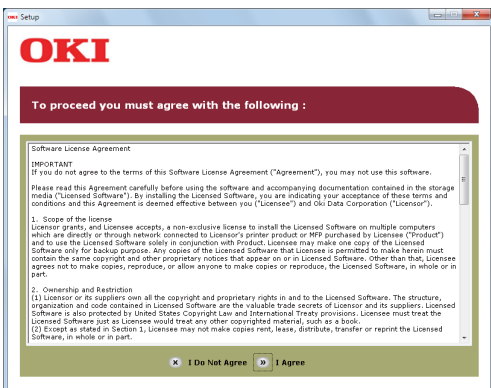 OKI Setup
OKI
To proceed you must agree with the following :
Software License Agreement
IMPORTANT
If you do not agree to the terms of this Software License Agreement ("Agreement"), you may not use this software.
Please read this Agreement carefully before using the software and accompanying documentation contained in the storage
media ("Licensed Software"). By installing the Licensed Software, you are indicating your acceptance of these terms and
conditions and this Agreement is deemed effective between you ("Licensee") and Oki Data Corporation ("Licensor").
1. Scope of the license
Licensor grants, and Licensee accepts, a non-exclusive license to install the Licensed Software on multiple computers
which are directly or through network connected to Licensor's printer product or MFP purchased by Licensee ("Product")
and to use the Licensed Software solely in conjunction with Product. Licensee may make one copy of the Licensed
Software only for backup purpose. Any copies of the Licensed Software that Licensee is permitted to make herein must
contain the same copyright and other proprietary notices that appear on or in Licensed Software. Other than that, Licensee
agrees not to make copies, reproduce, or allow anyone to make copies or reproduce, the Licensed Software, in whole or in
part.
2. Ownership and Restriction
(1) Licensor or its suppliers own all the copyright and proprietary rights in and to the Licensed Software. The structure,
organization and code contained in Licensed Software are the valuable trade secrets of Licensor and its suppliers. Licensed
Software is also protected by United States Copyright Law and International Treaty provisions. Licensee must treat the
Licensed Software just as Licensee would treat any other copyrighted material, such as a book.
(2) Except as stated in Section 1, Licensee may not make copies rent, lease, distribute, transfer or reprint the Licensed
Software, in whole or in part.
I Do Not Agree I Agree